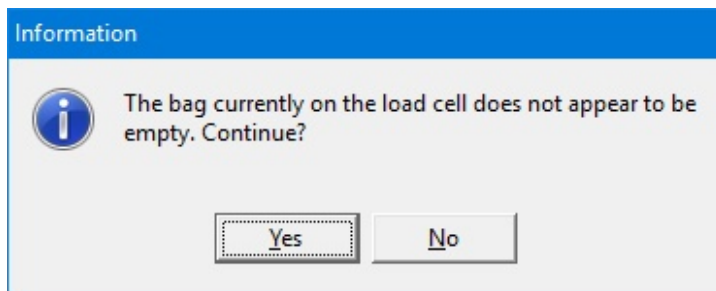 Information
The bag currently on the load cell does not appear to be
empty. Continue?
Yes No